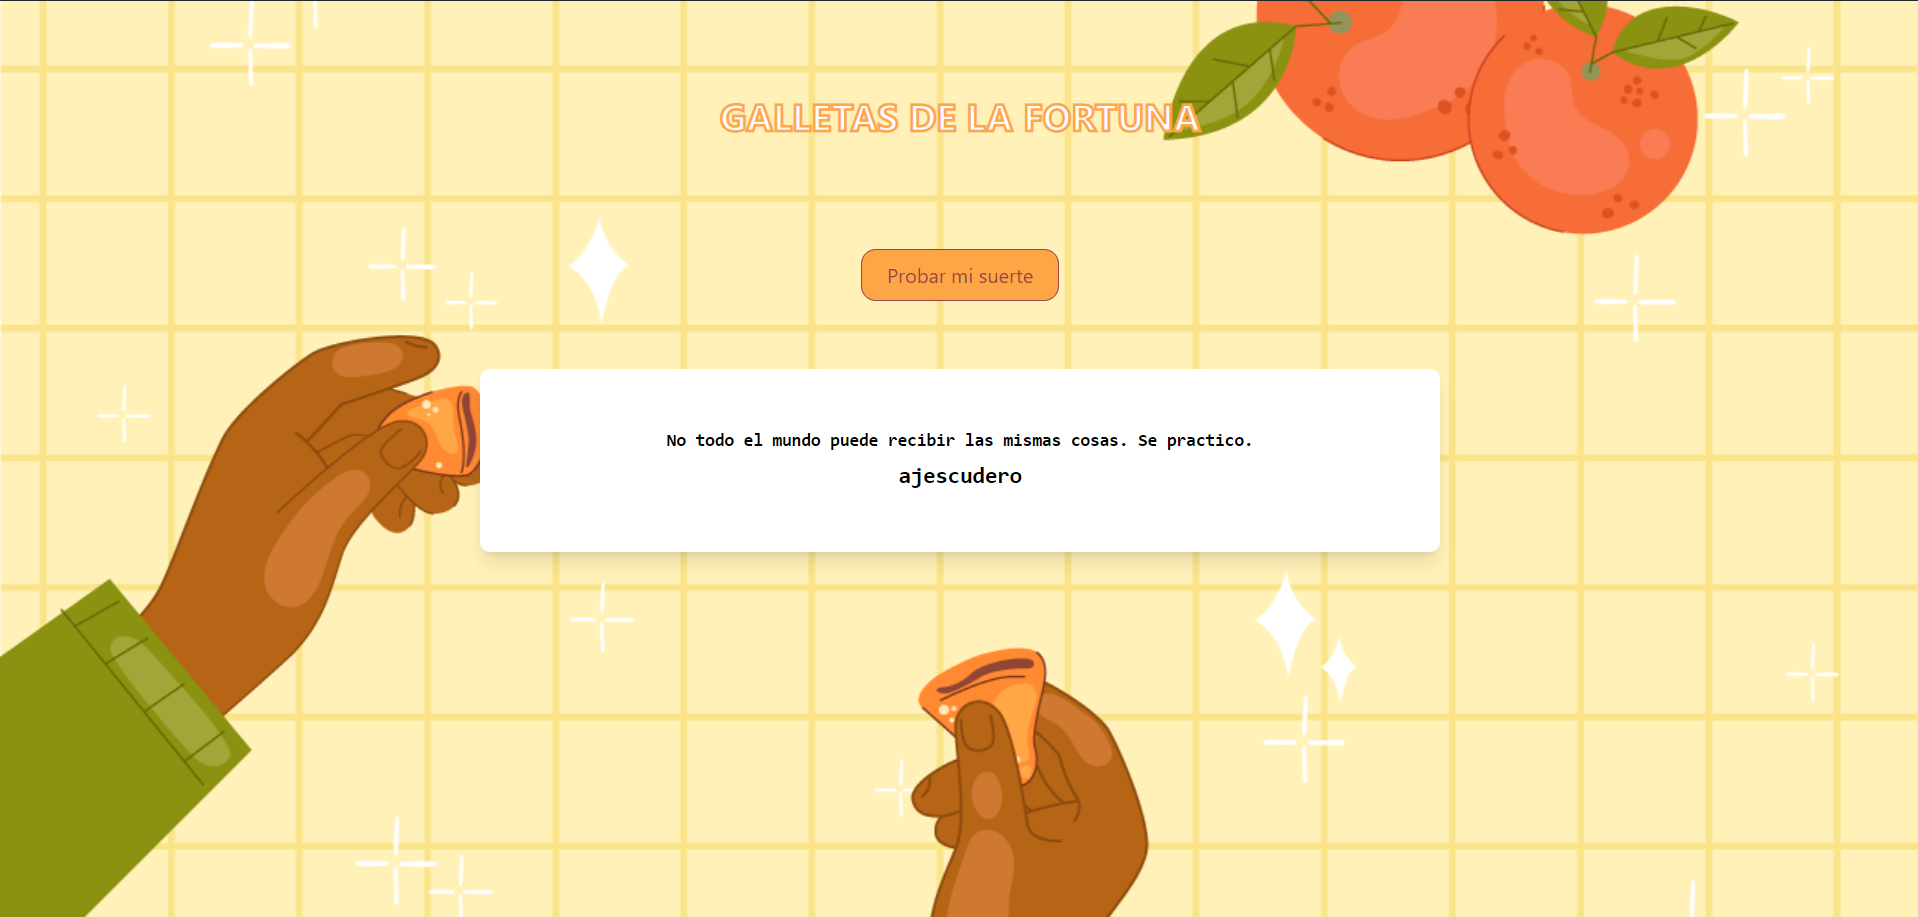 GALLETAS DE LA FORTUNA
Probar mi suerte
No todo el mundo puede recibir las mismas cosas. Se practico.
ajescudero